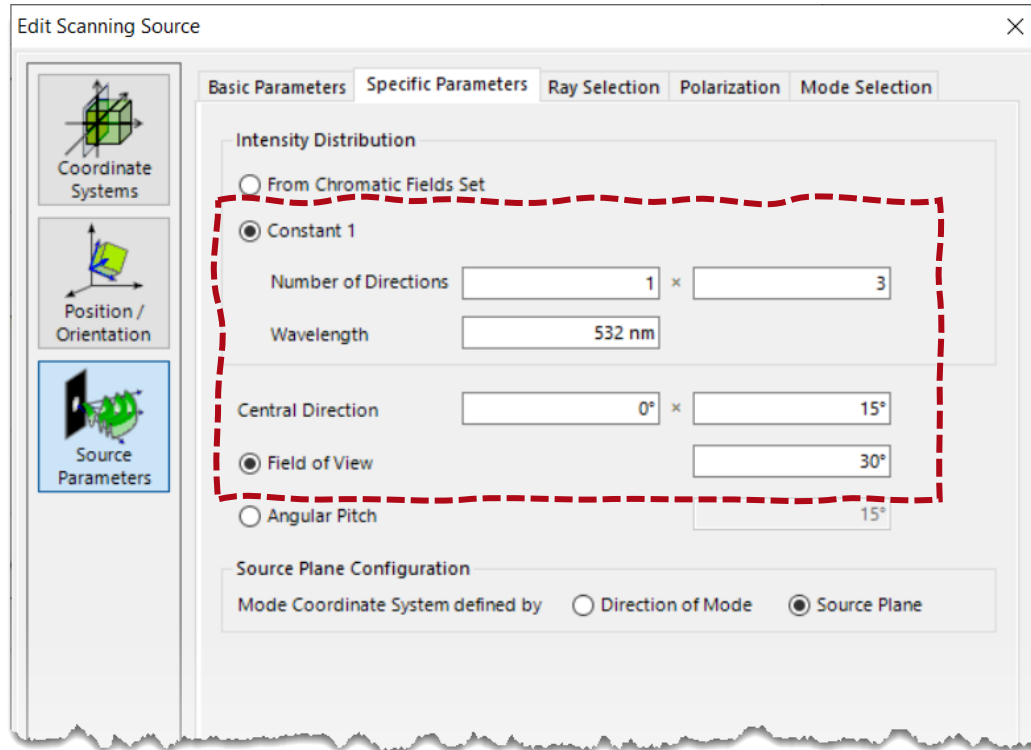 Edit Scanning Source
Coordinate
Systems
Position /
Orientation
Source
Parameters
Basic Parameters Specific Parameters Ray Selection Polarization Mode Selection
Intensity Distribution
From Chromatic Fields Set
Constant 1
Number of Directions 1 × 3
Wavelength 532 nm
Central Direction 0° × 15°
Field of View 30°
Angular Pitch 15°
Source Plane Configuration
Mode Coordinate System defined by Direction of Mode Source Plane